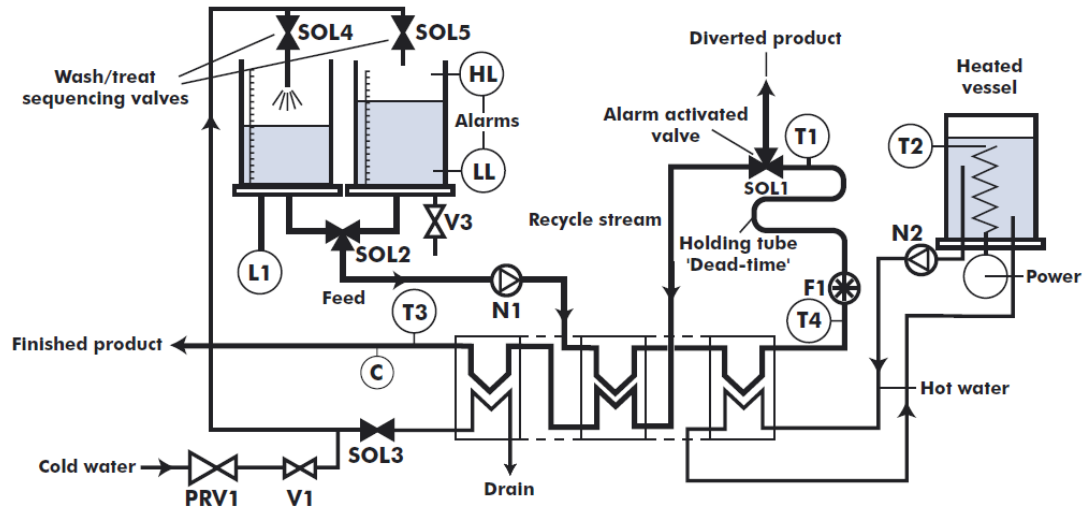 SOL4
SOL5
Wash/treat
sequencing valves
HL
Alarms
LL
L1
SOL2
V3
Feed
N1
Diverted product
Alarm activated
valve
T1
SOL1
Recycle stream
Holding tube
'Dead-time'
F1
T4
Heated
vessel
T2
N2
Power
Hot water
T3
Finished product
C
SOL3
Cold water
PRV1
V1
Drain